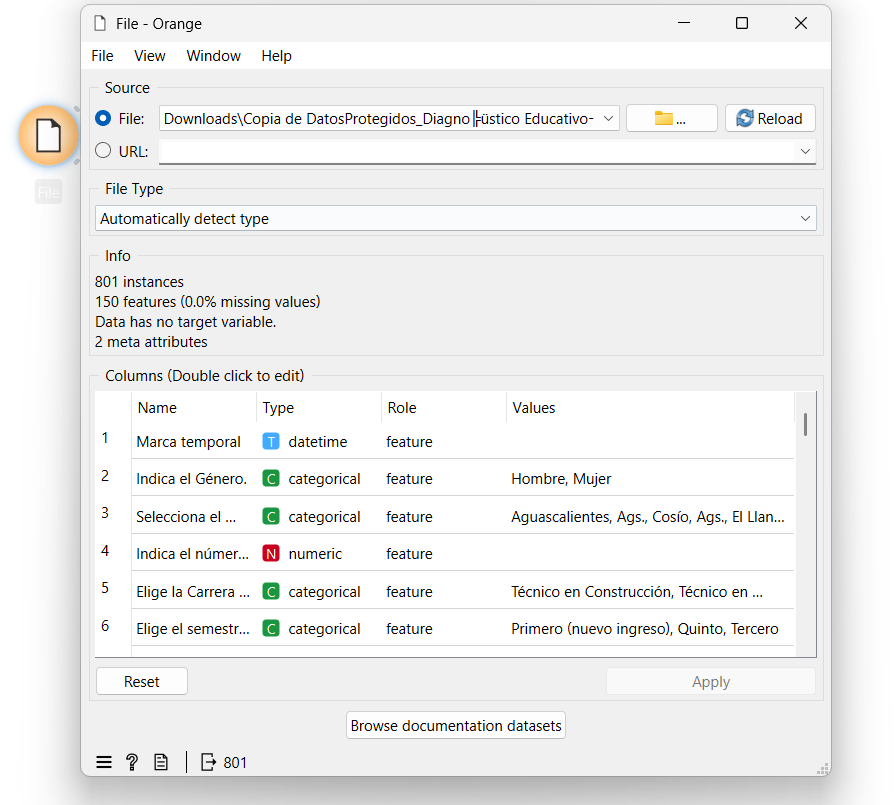 File - Orange
File View Window Help
Source
File: Downloads\Copia de DatosProtegidos_Diagno Educativo- ... Reload
URL:
File
File Type
Automatically detect type
Info
801 instances
150 features (0.0% missing values)
Data has no target variable.
2 meta attributes
Columns (Double click to edit)
Name Type Role Values
1 Marca temporal T datetime feature
2 Indica el Género. C categorical feature Hombre, Mujer
3 Selecciona el ... C categorical feature Aguascalientes, Ags., Cosío, Ags., El Llan...
4 Indica el númer... N numeric feature
5 Elige la Carrera ... C categorical feature Técnico en Construcción, Técnico en ...
6 Elige el semestr... C categorical feature Primero (nuevo ingreso), Quinto, Tercero
Reset Apply
Browse documentation datasets
? 801